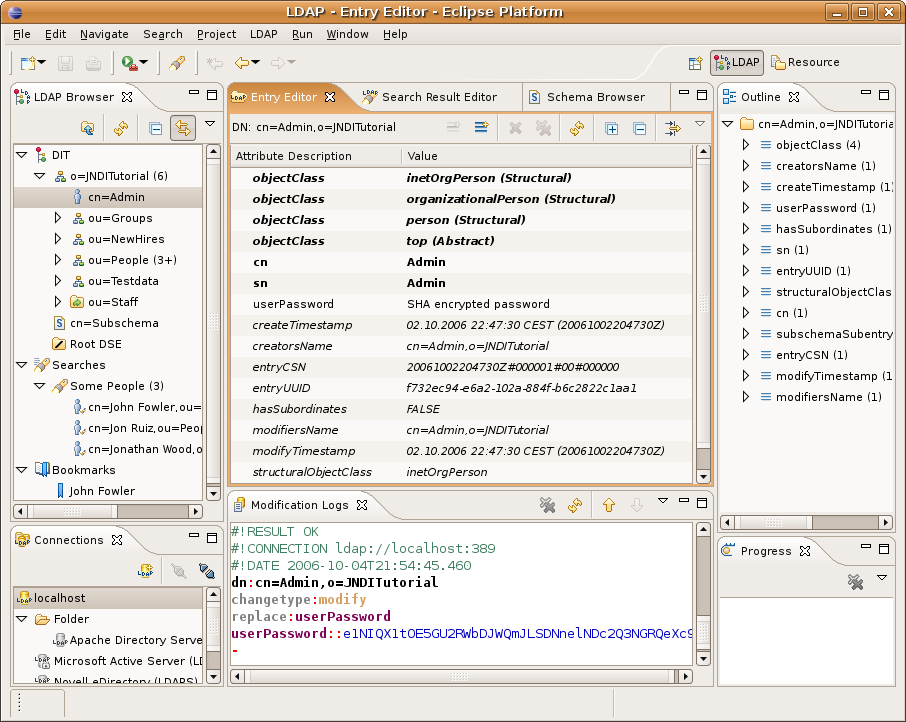 LDAP - Entry Editor - Eclipse Platform
File Edit Navigate Search Project LDAP Run Window Help
LDAP Resource
LDAP Browser
DIT
o=JNDITutorial (6)
cn=Admin
ou=Groups
ou=NewHires
ou=People (3+)
ou=Testdata
ou=Staff
cn=Subschema
Root DSE
Searches
Some People (3)
cn=John Fowler,ou=
cn=Jon Ruiz,ou=Peop
cn=Jonathan Wood,o
Bookmarks
John Fowler
Connections
localhost
Folder
Apache Directory Serve
Microsoft Active Server (LD
Novell eDirectory (LDAPS)
Entry Editor Search Result Editor Schema Browser
DN: cn=Admin,o=JNDITutorial
Attribute Description Value
objectClass inetOrgPerson (Structural)
objectClass organizationalPerson (Structural)
objectClass person (Structural)
objectClass top (Abstract)
cn Admin
sn Admin
userPassword SHA encrypted password
createTimestamp 02.10.2006 22:47:30 CEST (20061002204730Z)
creatorsName cn=Admin,o=JNDITutorial
entryCSN 20061002204730Z#000001#00#000000
entryUUID f732ec94-e6a2-102a-884f-b6c2822c1aa1
hasSubordinates FALSE
modifiersName cn=Admin,o=JNDITutorial
modifyTimestamp 02.10.2006 22:47:30 CEST (20061002204730Z)
structuralObjectClass inetOrgPerson
Modification Logs
#!RESULT OK
#!CONNECTION ldap://localhost:389
#!DATE 2006-10-04T21:54:45.460
dn:cn=Admin,o=JNDITutorial
changetype:modify
replace:userPassword
userPassword::e1NIQX1tOE5GU2RWbDJWQmJLSDNnelNDc2Q3NGRQeXc9
-
Outline
cn=Admin,o=JNDITutoria
objectClass (4)
creatorsName (1)
createTimestamp (1)
userPassword (1)
hasSubordinates (1)
sn (1)
entryUUID (1)
structuralObjectClas
cn (1)
subschemaSubentry
entryCSN (1)
modifyTimestamp (1
modifiersName (1)
Progress